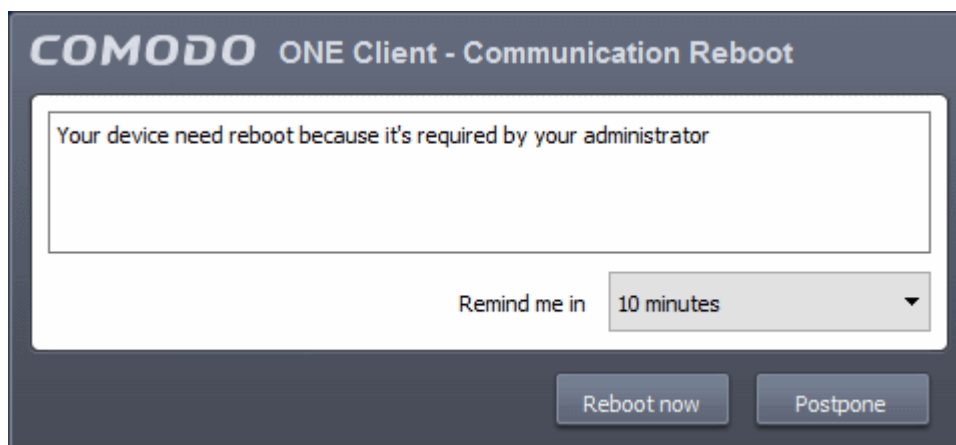 COMODO ONE Client - Communication Reboot
Your device need reboot because it's required by your administrator
Remind me in 10 minutes
Reboot now Postpone